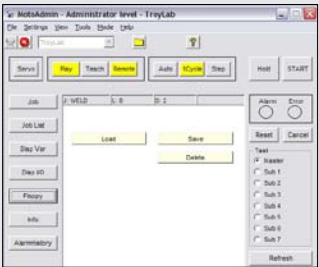 MotoAdmin - Administrator level - TroyLab
File Settings View Tools Mode Help
TroyLab
Servo Play Teach Remote Auto 1Cycle Step Hold START
Job
J: WELD L: 0 S: 1
Alarm Error
Job List
Load Save
Reset Cancel
Disp Var
Delete
Test
Master
Disp I/O
Sub 1
Sub 2
Floppy
Sub 3
Sub 4
Info
Sub 5
Sub 6
Alarmhistory
Sub 7
Refresh